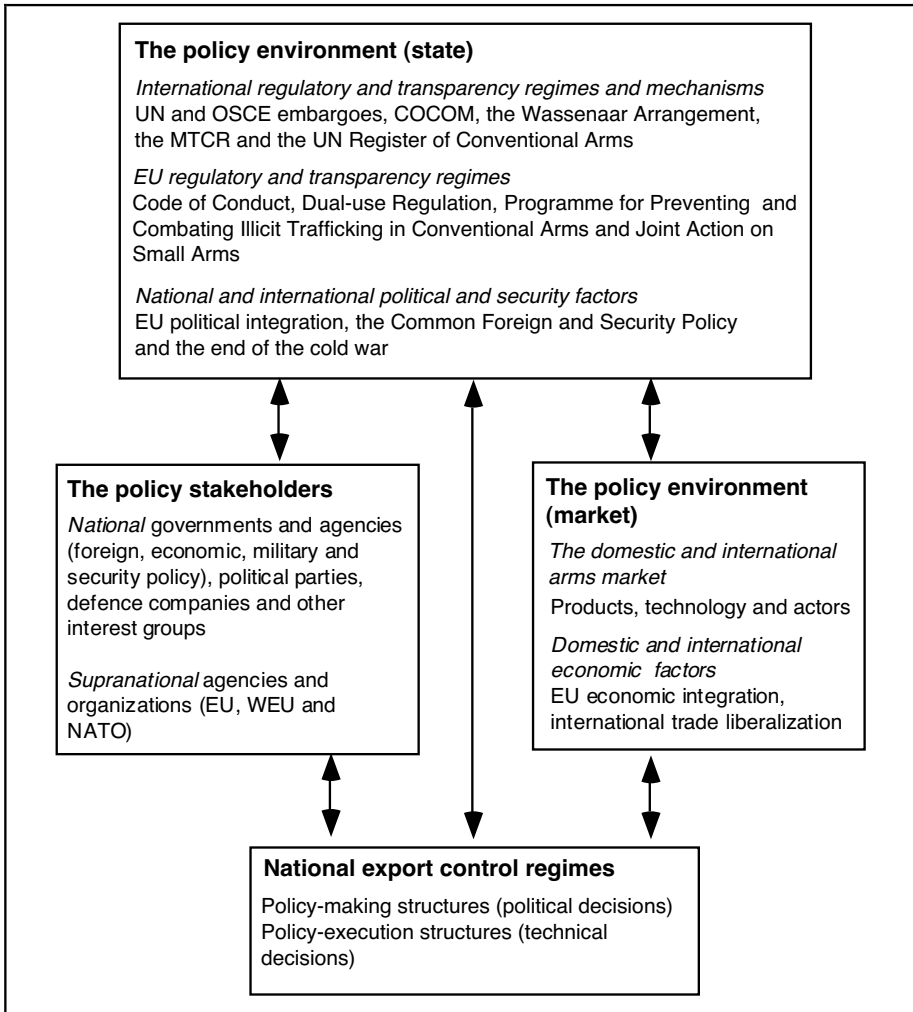 The policy environment (state)
International regulatory and transparency regimes and mechanisms
UN and OSCE embargoes, COCOM, the Wassenaar Arrangement,
the MTCR and the UN Register of Conventional Arms
EU regulatory and transparency regimes
Code of Conduct, Dual-use Regulation, Programme for Preventing and
Combating Illicit Trafficking in Conventional Arms and Joint Action on
Small Arms
National and international political and security factors
EU political integration, the Common Foreign and Security Policy
and the end of the cold war
The policy stakeholders
National governments and agencies
(foreign, economic, military and
security policy), political parties,
defence companies and other
interest groups
Supranational agencies and
organizations (EU, WEU and
NATO)
The policy environment
(market)
The domestic and international
arms market
Products, technology and actors
Domestic and international
economic factors
EU economic integration,
international trade liberalization
National export control regimes
Policy-making structures (political decisions)
Policy-execution structures (technical
decisions)